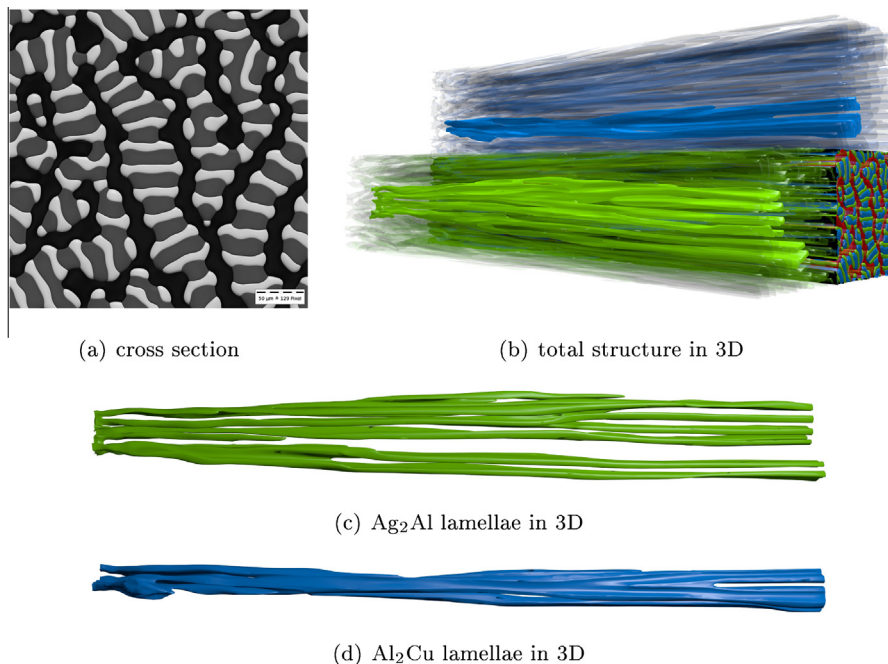 50 µm ≙ 129 Pixel
(a) cross section
(b) total structure in 3D
(c) Ag₂Al lamellae in 3D
(d) Al₂Cu lamellae in 3D